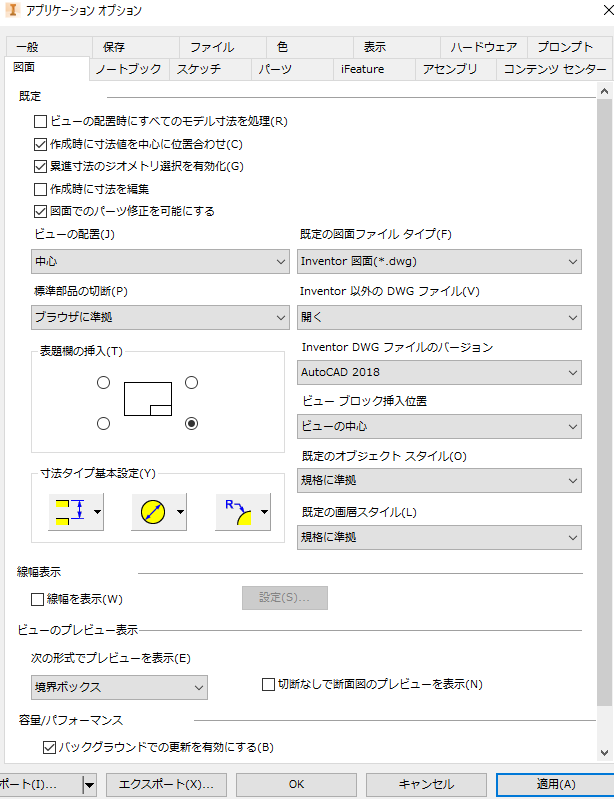 アプリケーション オプション
一般 保存 ファイル 色 表示 ハードウェア プロンプト
図面 ノートブック スケッチ パーツ iFeature アセンブリ コンテンツ センター
既定
ビューの配置時にすべてのモデル寸法を処理(R)
作成時に寸法値を中心に位置合わせ(C)
累進寸法のジオメトリ選択を有効化(G)
作成時に寸法を編集
図面でのパーツ修正を可能にする
ビューの配置(J)
中心
標準部品の切断(P)
ブラウザに準拠
表題欄の挿入(T)
寸法タイプ基本設定(Y)
R
既定の図面ファイル タイプ(F)
Inventor 図面(*.dwg)
Inventor 以外の DWG ファイル(V)
開く
Inventor DWG ファイルのバージョン
AutoCAD 2018
ビュー ブロック挿入位置
ビューの中心
既定のオブジェクト スタイル(O)
規格に準拠
既定の画層スタイル(L)
規格に準拠
線幅表示
線幅を表示(W) 設定(S)...
ビューのプレビュー表示
次の形式でプレビューを表示(E)
境界ボックス
切断なしで断面図のプレビューを表示(N)
容量/パフォーマンス
バックグラウンドでの更新を有効にする(B)
ポート(I)... エクスポート(X)... OK キャンセル 適用(A)